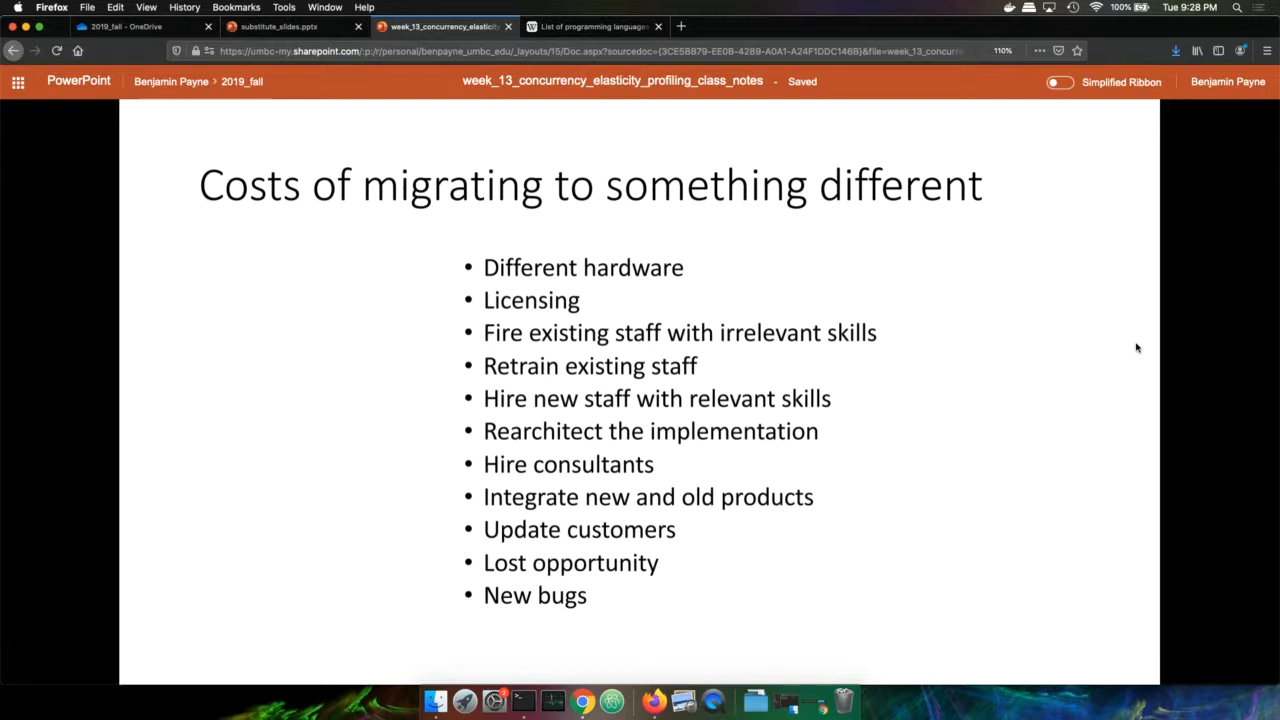 Firefox File Edit View History Bookmarks Tools Window Help 100% Tue 9:28 PM
2019_fall - OneDrive substitute_slides.pptx week_13_concurrency_elasticity List of programming language
https://umbc-my.sharepoint.com/:p:/r/personal/benpayne_umbc_edu/_layouts/15/Doc.aspx?sourcedoc={3CE5BB79-EE0B-4289-A0A1-A24F1DDC146B}&file=week_13_concurr 110%
PowerPoint Benjamin Payne > 2019_fall week_13_concurrency_elasticity_profiling_class_notes - Saved Simplified Ribbon Benjamin Payne
Costs of migrating to something different
• Different hardware
• Licensing
• Fire existing staff with irrelevant skills
• Retrain existing staff
• Hire new staff with relevant skills
• Rearchitect the implementation
• Hire consultants
• Integrate new and old products
• Update customers
• Lost opportunity
• New bugs